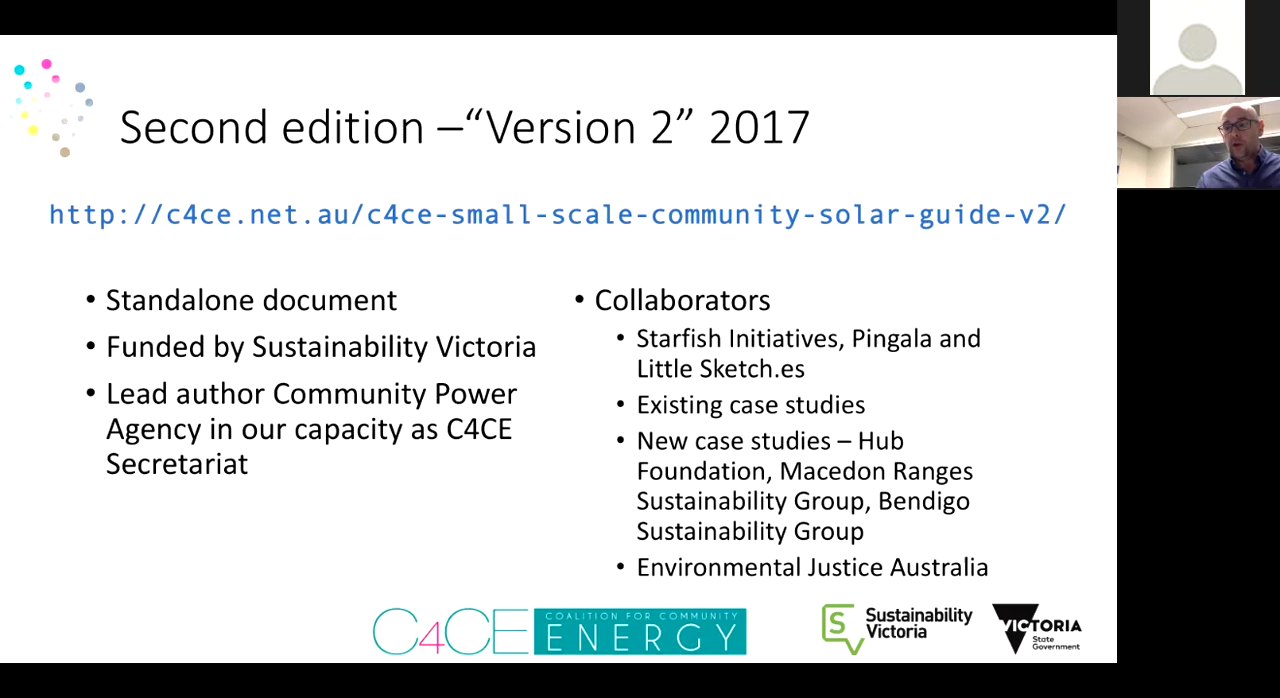 Second edition –“Version 2” 2017
http://c4ce.net.au/c4ce-small-scale-community-solar-guide-v2/
• Standalone document
• Funded by Sustainability Victoria
• Lead author Community Power
Agency in our capacity as C4CE
Secretariat
• Collaborators
• Starfish Initiatives, Pingala and
Little Sketch.es
• Existing case studies
• New case studies – Hub
Foundation, Macedon Ranges
Sustainability Group, Bendigo
Sustainability Group
• Environmental Justice Australia
C4CE
COALITION FOR COMMUNITY
ENERGY
S
Sustainability
Victoria
VICTORIA
State
Government